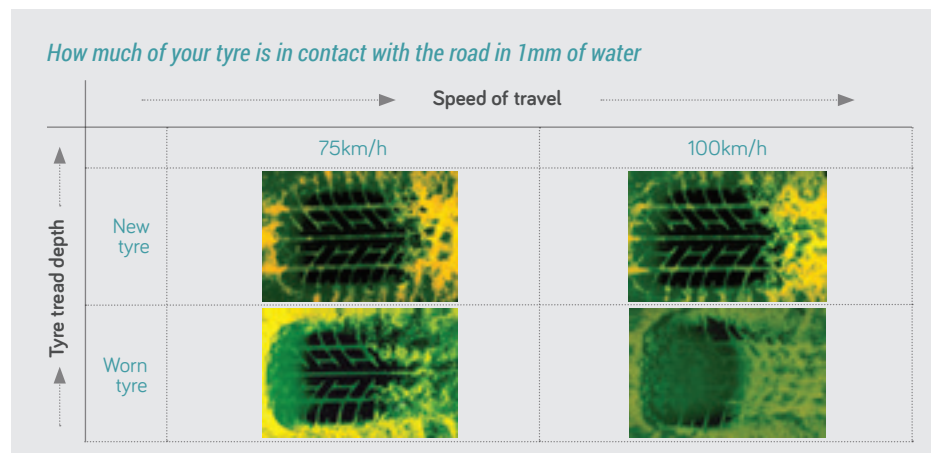 How much of your tyre is in contact with the road in 1mm of water
Speed of travel
75km/h
100km/h
Tyre tread depth
New
tyre
Worn
tyre